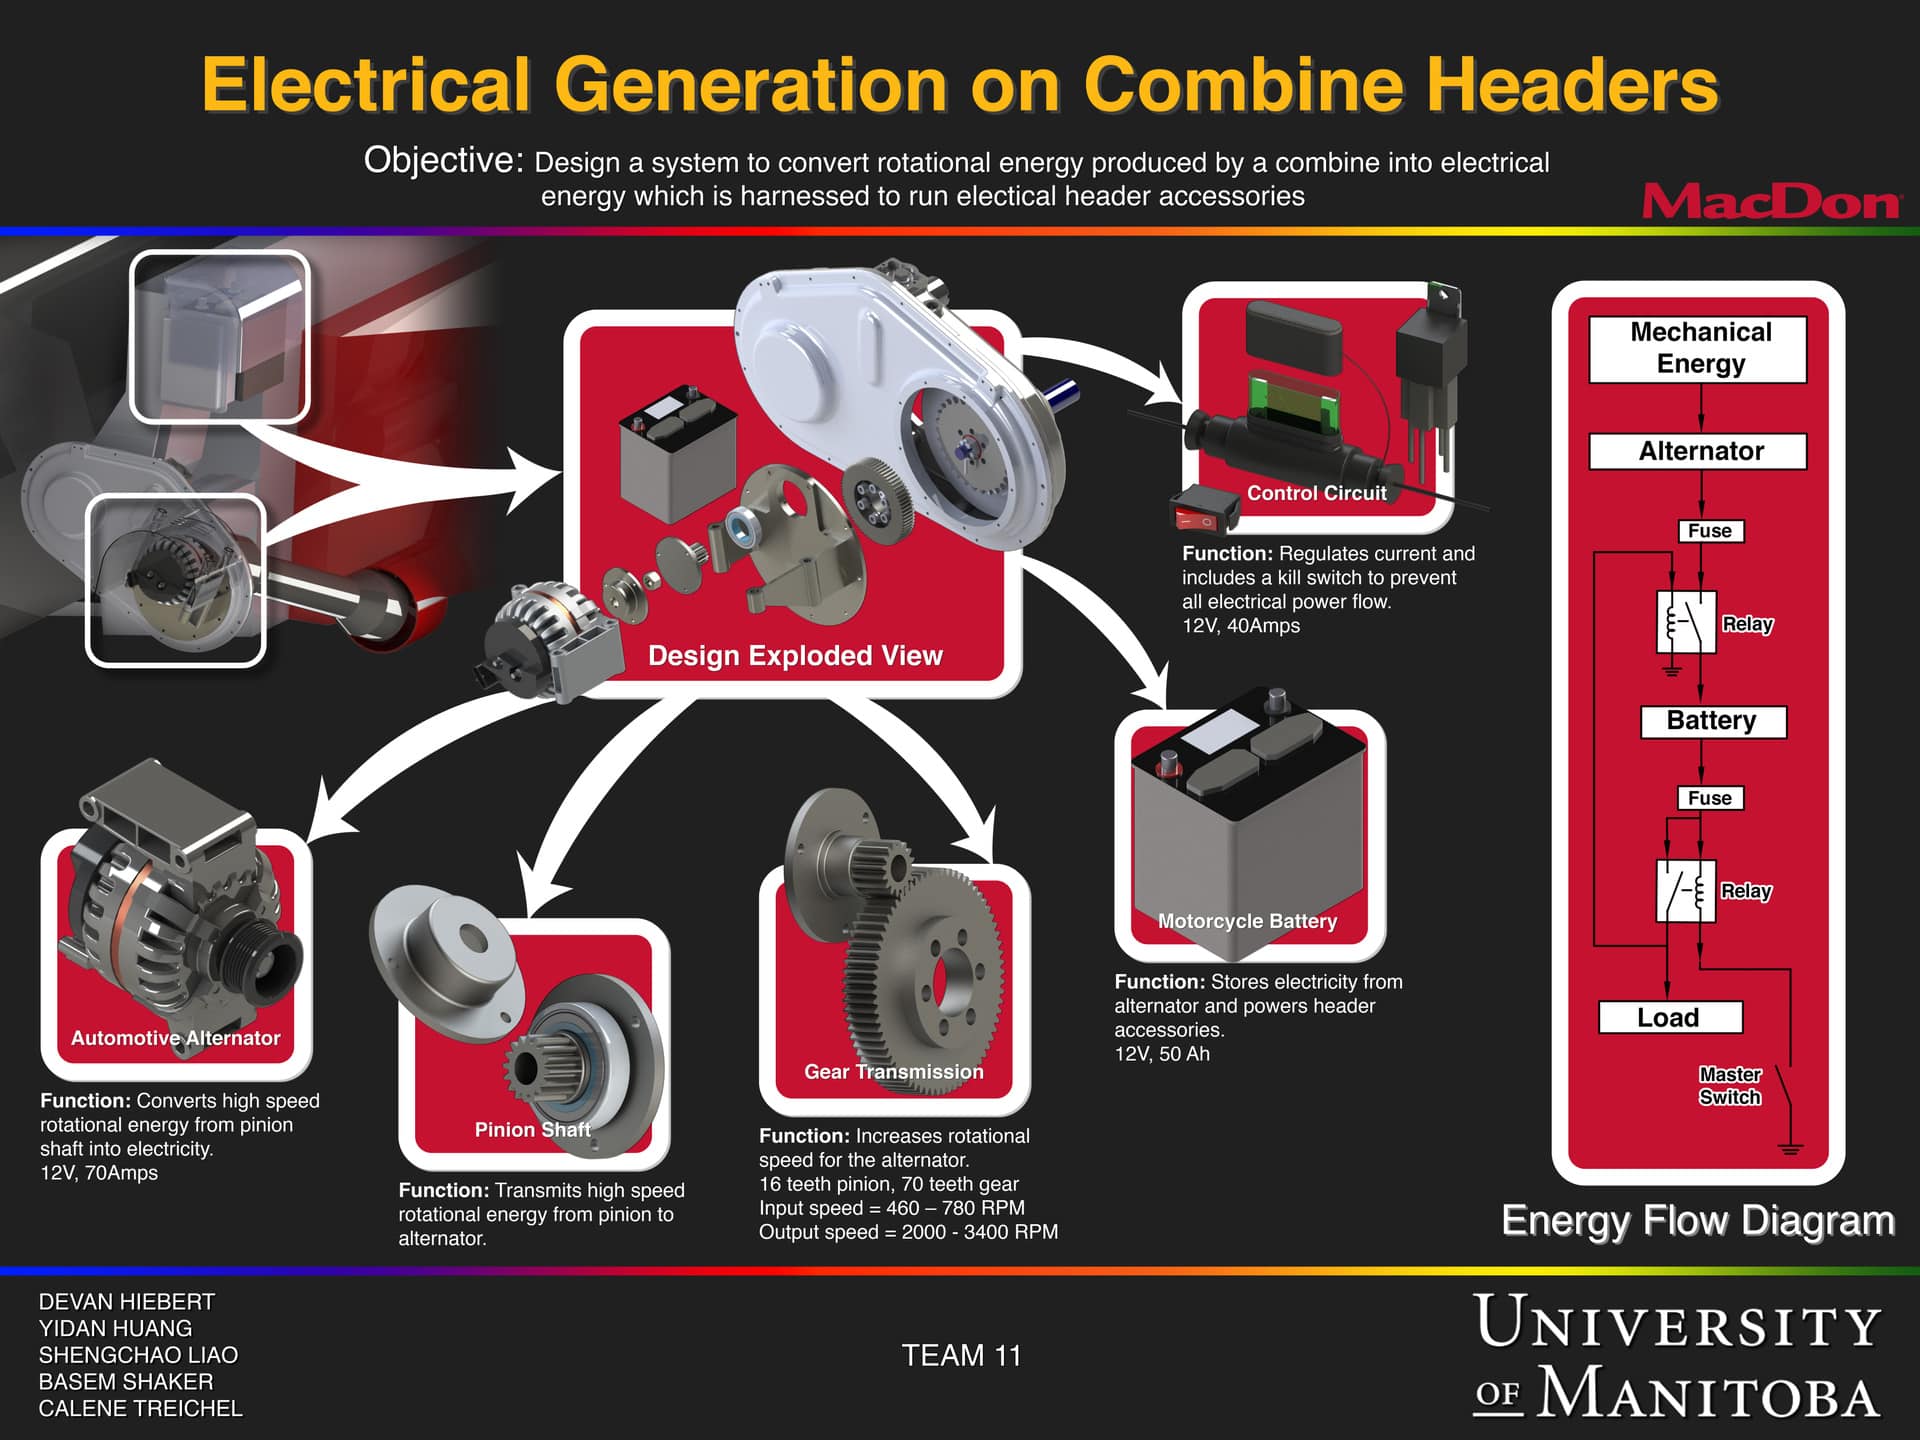 Electrical Generation on Combine Headers
Objective: Design a system to convert rotational energy produced by a combine into electrical
energy which is harnessed to run electical header accessories
MacDon
Design Exploded View
Control Circuit
Function: Regulates current and
includes a kill switch to prevent
all electrical power flow.
12V, 40Amps
Motorcycle Battery
Function: Stores electricity from
alternator and powers header
accessories.
12V, 50 Ah
Automotive Alternator
Function: Converts high speed
rotational energy from pinion
shaft into electricity.
12V, 70Amps
Pinion Shaft
Function: Transmits high speed
rotational energy from pinion to
alternator.
Gear Transmission
Function: Increases rotational
speed for the alternator.
16 teeth pinion, 70 teeth gear
Input speed = 460 – 780 RPM
Output speed = 2000 - 3400 RPM
Mechanical
Energy
Alternator
Fuse
Relay
Battery
Fuse
Relay
Load
Master
Switch
Energy Flow Diagram
DEVAN HIEBERT
YIDAN HUANG
SHENGCHAO LIAO
BASEM SHAKER
CALENE TREICHEL
TEAM 11
UNIVERSITY
OF MANITOBA